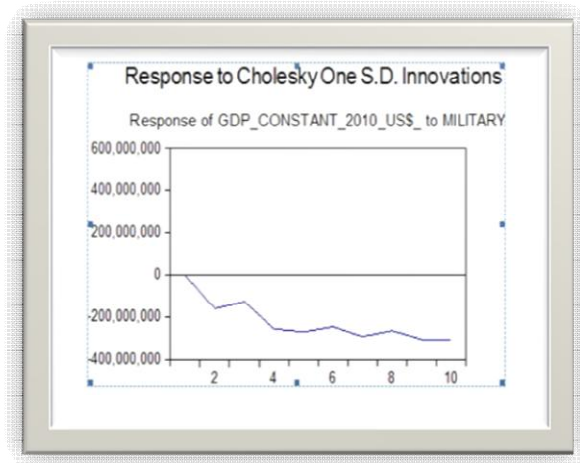 Response to Cholesky One S.D. Innovations
Response of GDP_CONSTANT_2010_US$_ to MILITARY
600,000,000
400,000,000
200,000,000
0
-200,000,000
-400,000,000
2 4 6 8 10